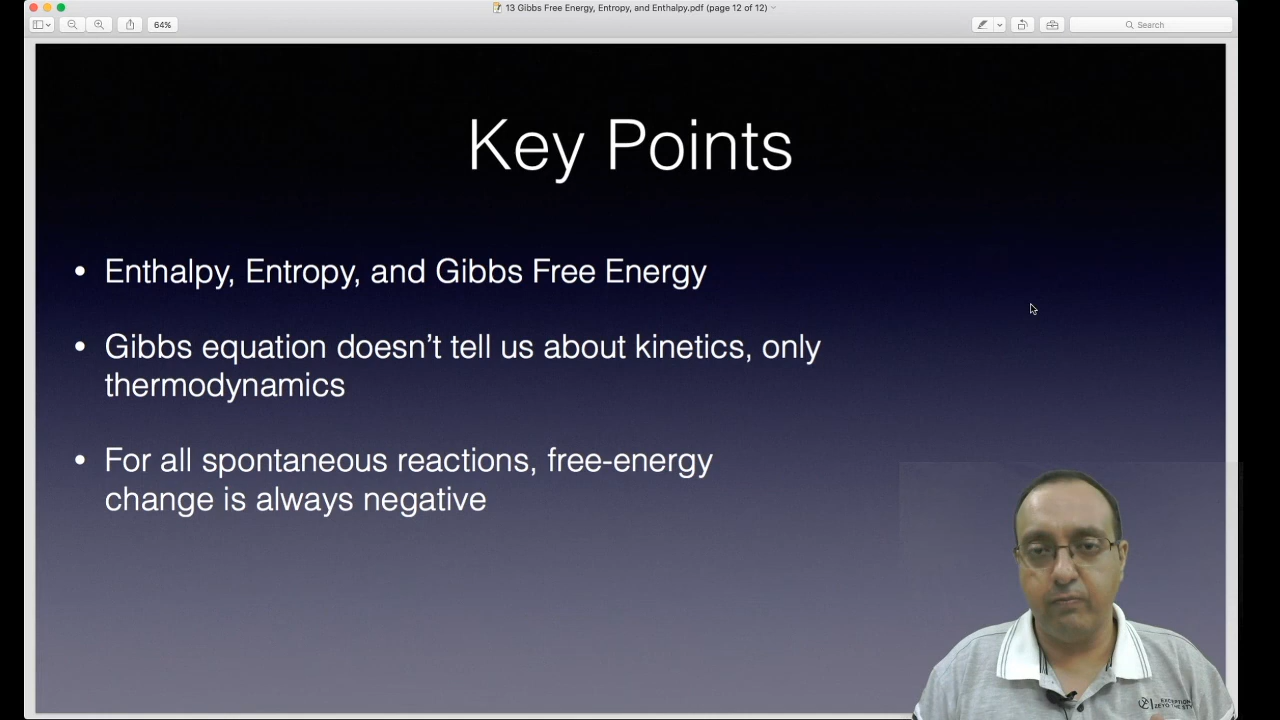 13 Gibbs Free Energy, Entropy, and Enthalpy.pdf (page 12 of 12)
64%
Search
Key Points
• Enthalpy, Entropy, and Gibbs Free Energy
• Gibbs equation doesn’t tell us about kinetics, only
thermodynamics
• For all spontaneous reactions, free-energy
change is always negative
EXCEPTION